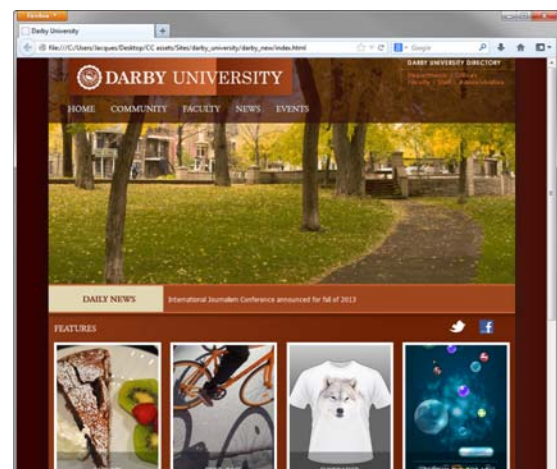 Firefox
Darby University
file:///C:/Users/Jacques/Desktop/CC assets/Sites/darby_university/darby_new/index.html
Google
DARBY UNIVERSITY
DARBY UNIVERSITY DIRECTORY
Departments / Offices
Faculty / Staff / Administration
HOME COMMUNITY FACULTY NEWS EVENTS
DAILY NEWS
International Journalism Conference announced for fall of 2013
FEATURES